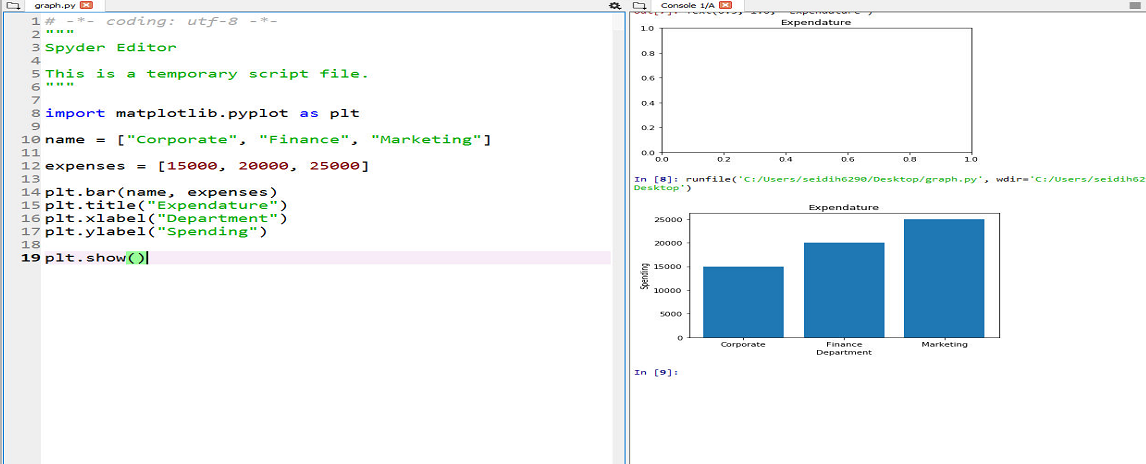 graph.py
1 # -*- coding: utf-8 -*-
2 """
3 Spyder Editor
4
5 This is a temporary script file.
6 """
7
8 import matplotlib.pyplot as plt
9
10 name = ["Corporate", "Finance", "Marketing"]
11
12 expenses = [15000, 20000, 25000]
13
14 plt.bar(name, expenses)
15 plt.title("Expendature")
16 plt.xlabel("Department")
17 plt.ylabel("Spending")
18
19 plt.show()
Console 1/A
Expendature
1.0
0.8
0.6
0.4
0.2
0.0
0.0 0.2 0.4 0.6 0.8 1.0
In [8]: runfile('C:/Users/seidih6290/Desktop/graph.py', wdir='C:/Users/seidih62
Desktop')
Expendature
25000
20000
15000
10000
5000
0
Spending
Corporate Finance Marketing
Department
In [9]: